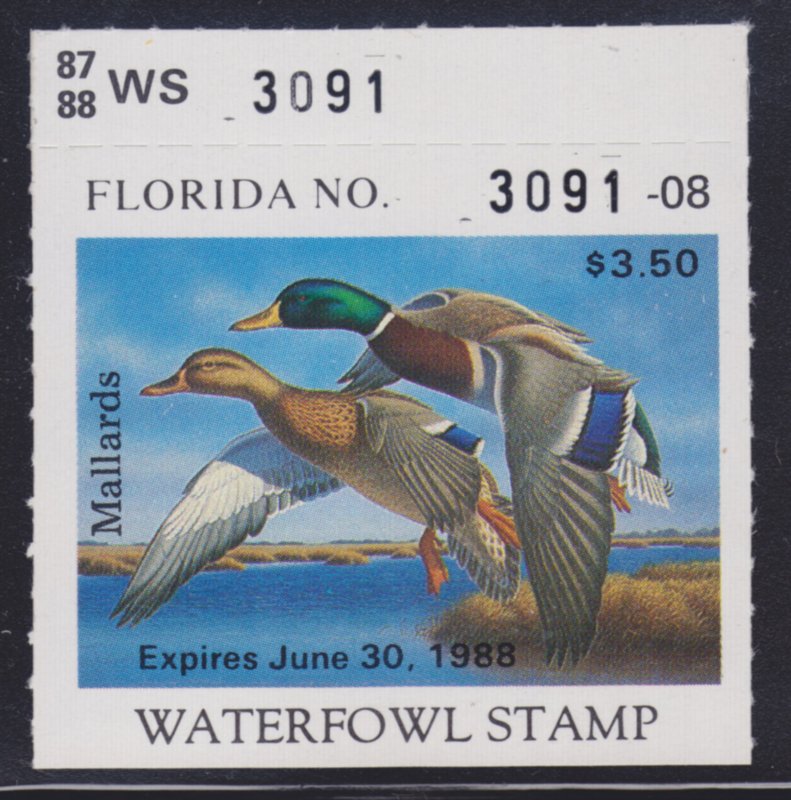 87
88 WS 3091
FLORIDA NO. 3091 -08
$3.50
Mallards
Expires June 30, 1988
WATERFOWL STAMP